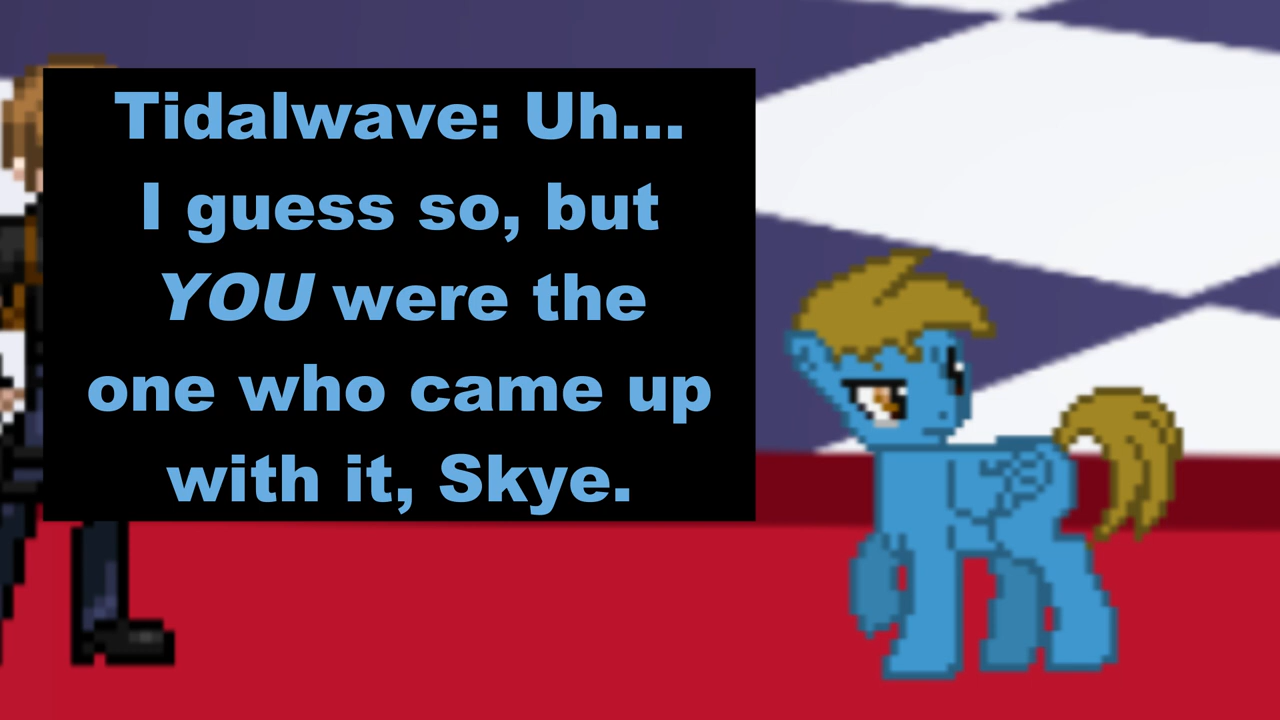 Tidalwave: Uh...
I guess so, but
YOU were the
one who came up
with it, Skye.